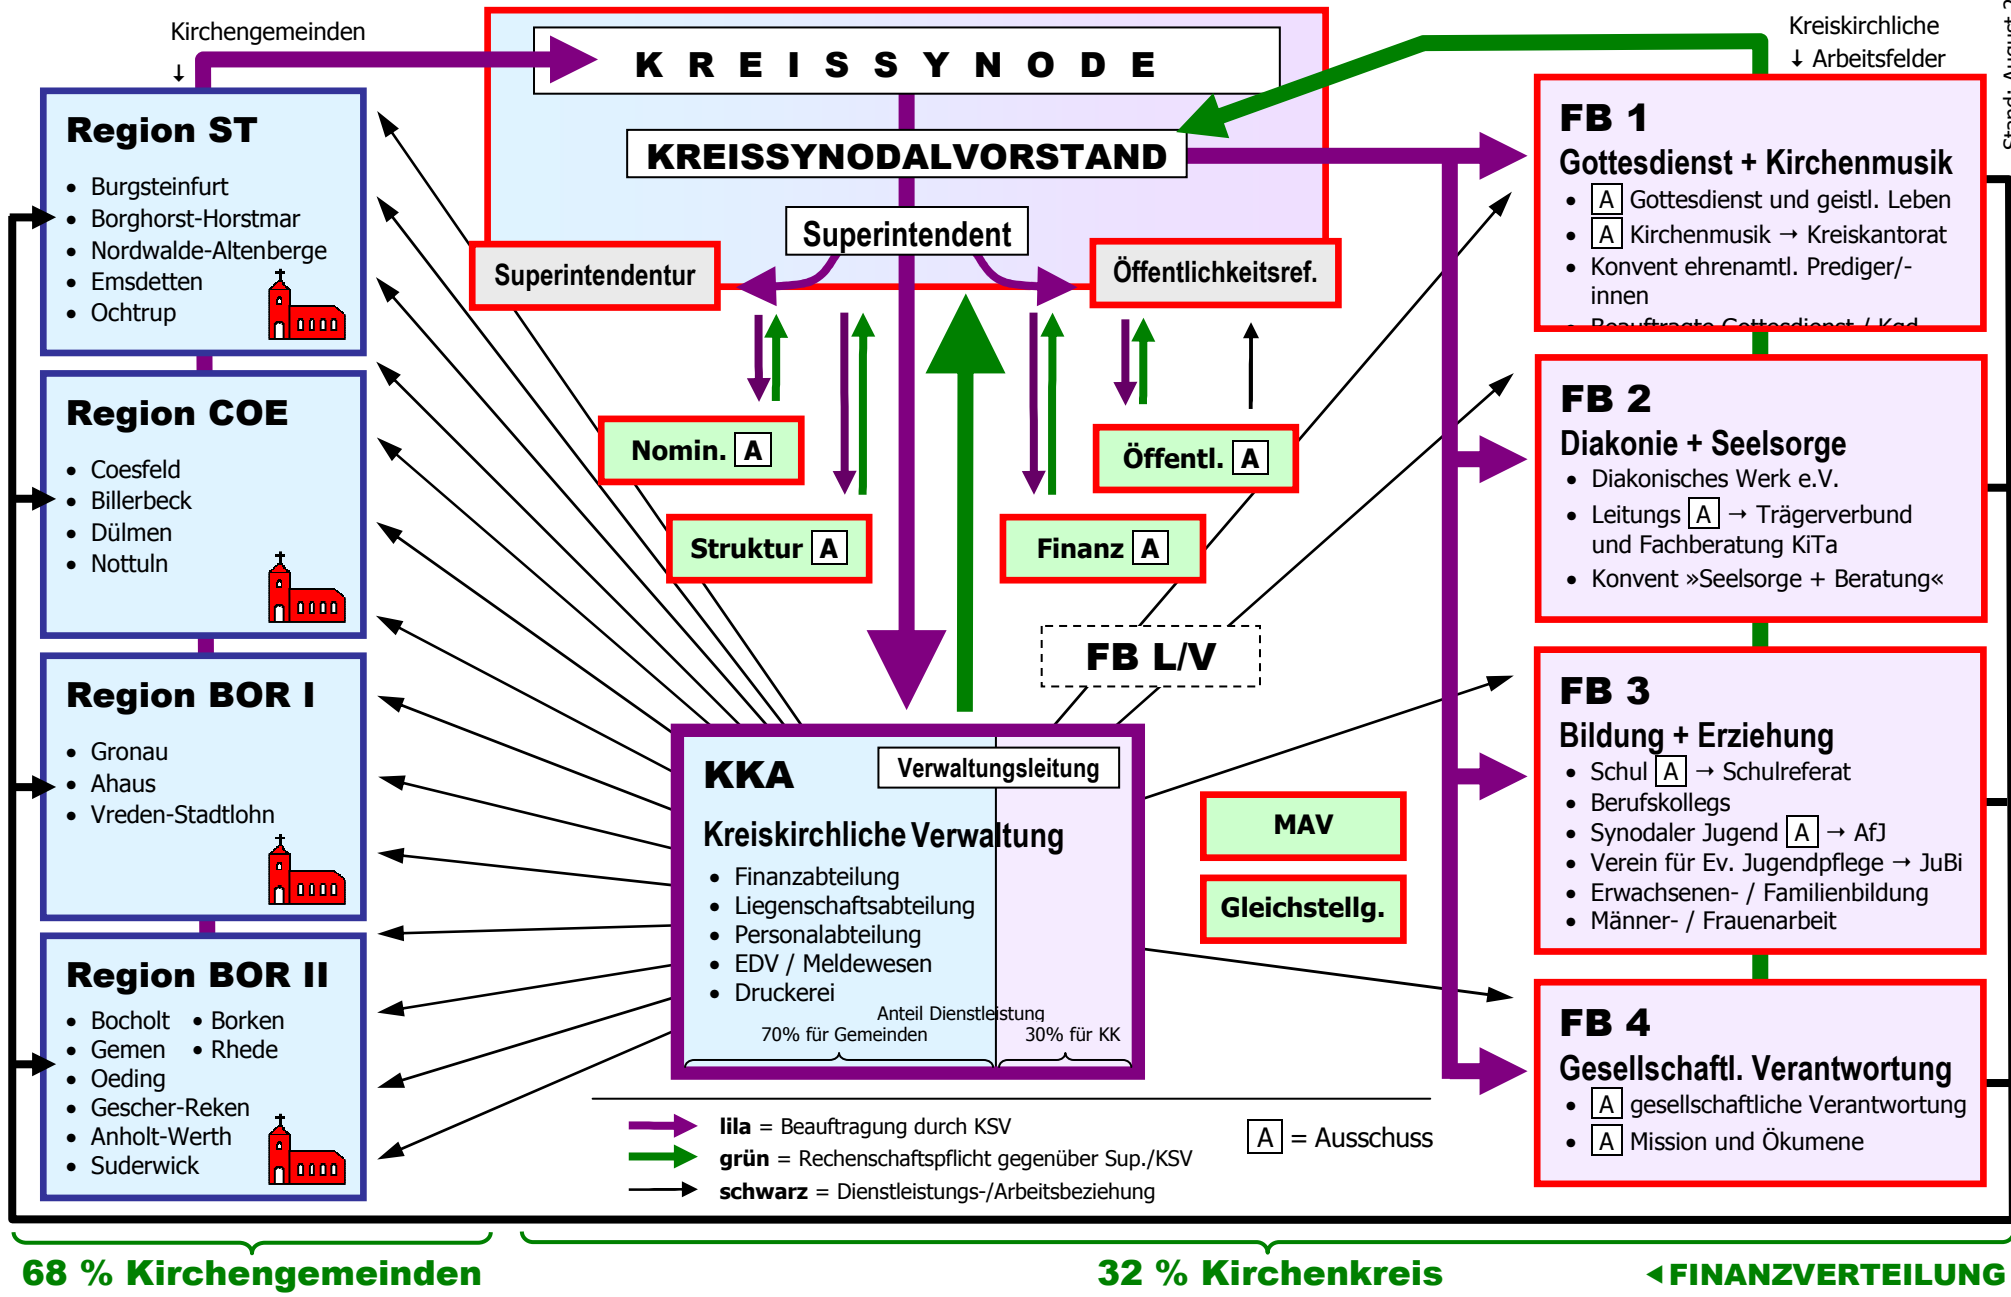 Kirchengemeinden
↓
KREISSYNODE
KREISSYNODALVORSTAND
Superintendent
Superintendentur
Öffentlichkeitsref.
Kreiskirchliche
↓ Arbeitsfelder
Region ST
• Burgsteinfurt
• Borghorst-Horstmar
• Nordwalde-Altenberge
• Emsdetten
• Ochtrup
Region COE
• Coesfeld
• Billerbeck
• Dülmen
• Nottuln
Region BOR I
• Gronau
• Ahaus
• Vreden-Stadtlohn
Region BOR II
• Bocholt • Borken
• Gemen • Rhede
• Oeding
• Gescher-Reken
• Anholt-Werth
• Suderwick
Nomin. A
Öffentl. A
Struktur A
Finanz A
FB L/V
KKA
Verwaltungsleitung
Kreiskirchliche Verwaltung
• Finanzabteilung
• Liegenschaftsabteilung
• Personalabteilung
• EDV / Meldewesen
• Druckerei
Anteil Dienstleistung
70% für Gemeinden 30% für KK
MAV
Gleichstellg.
FB 1
Gottesdienst + Kirchenmusik
• A Gottesdienst und geistl. Leben
• A Kirchenmusik → Kreiskantorat
• Konvent ehrenamtl. Prediger/-
innen
• Beauftragte Gottesdienst / Kgd
FB 2
Diakonie + Seelsorge
• Diakonisches Werk e.V.
• Leitungs A → Trägerverbund
und Fachberatung KiTa
• Konvent »Seelsorge + Beratung«
FB 3
Bildung + Erziehung
• Schul A → Schulreferat
• Berufskollegs
• Synodaler Jugend A → AfJ
• Verein für Ev. Jugendpflege → JuBi
• Erwachsenen- / Familienbildung
• Männer- / Frauenarbeit
FB 4
Gesellschaftl. Verantwortung
• A gesellschaftliche Verantwortung
• A Mission und Ökumene
lila = Beauftragung durch KSV
grün = Rechenschaftspflicht gegenüber Sup./KSV
schwarz = Dienstleistungs-/Arbeitsbeziehung
A = Ausschuss
68 % Kirchengemeinden
32 % Kirchenkreis
◄FINANZVERTEILUNG